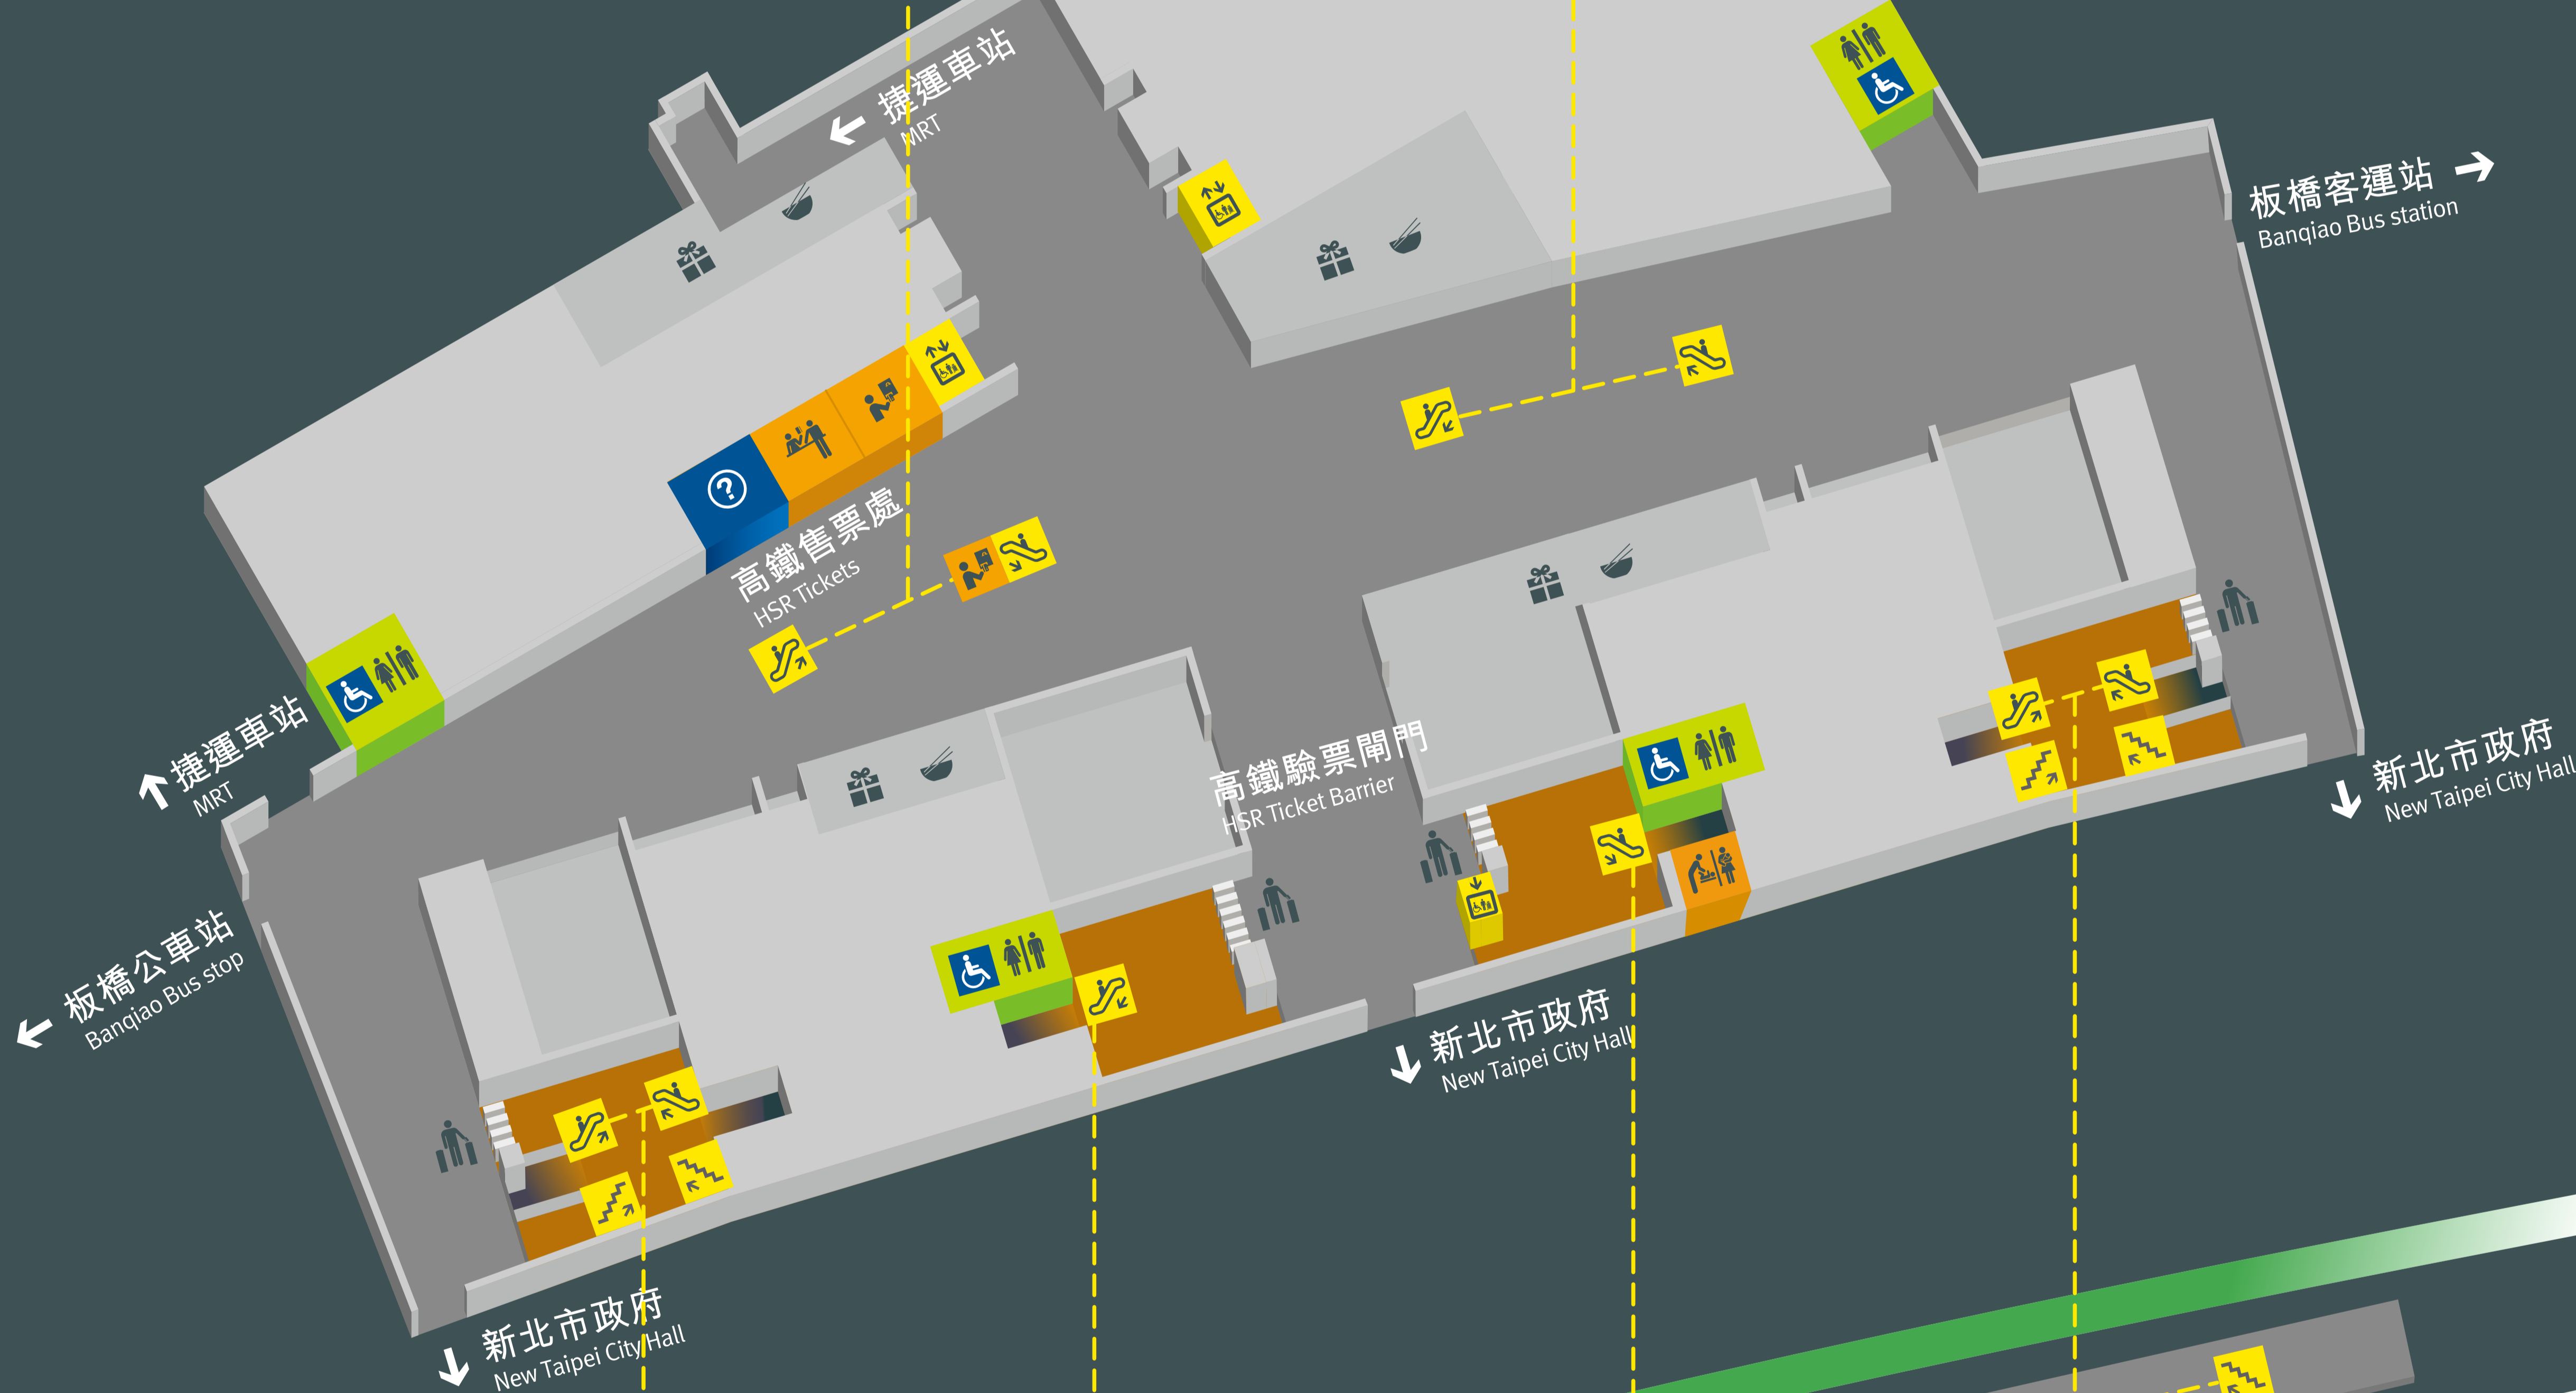 捷運車站
MRT
板橋客運站
Banqiao Bus station
高鐵售票處
HSR Tickets
捷運車站
MRT
高鐵驗票閘門
HSR Ticket Barrier
新北市政府
New Taipei City Hall
板橋公車站
Banqiao Bus stop
新北市政府
New Taipei City Hall
新北市政府
New Taipei City Hall